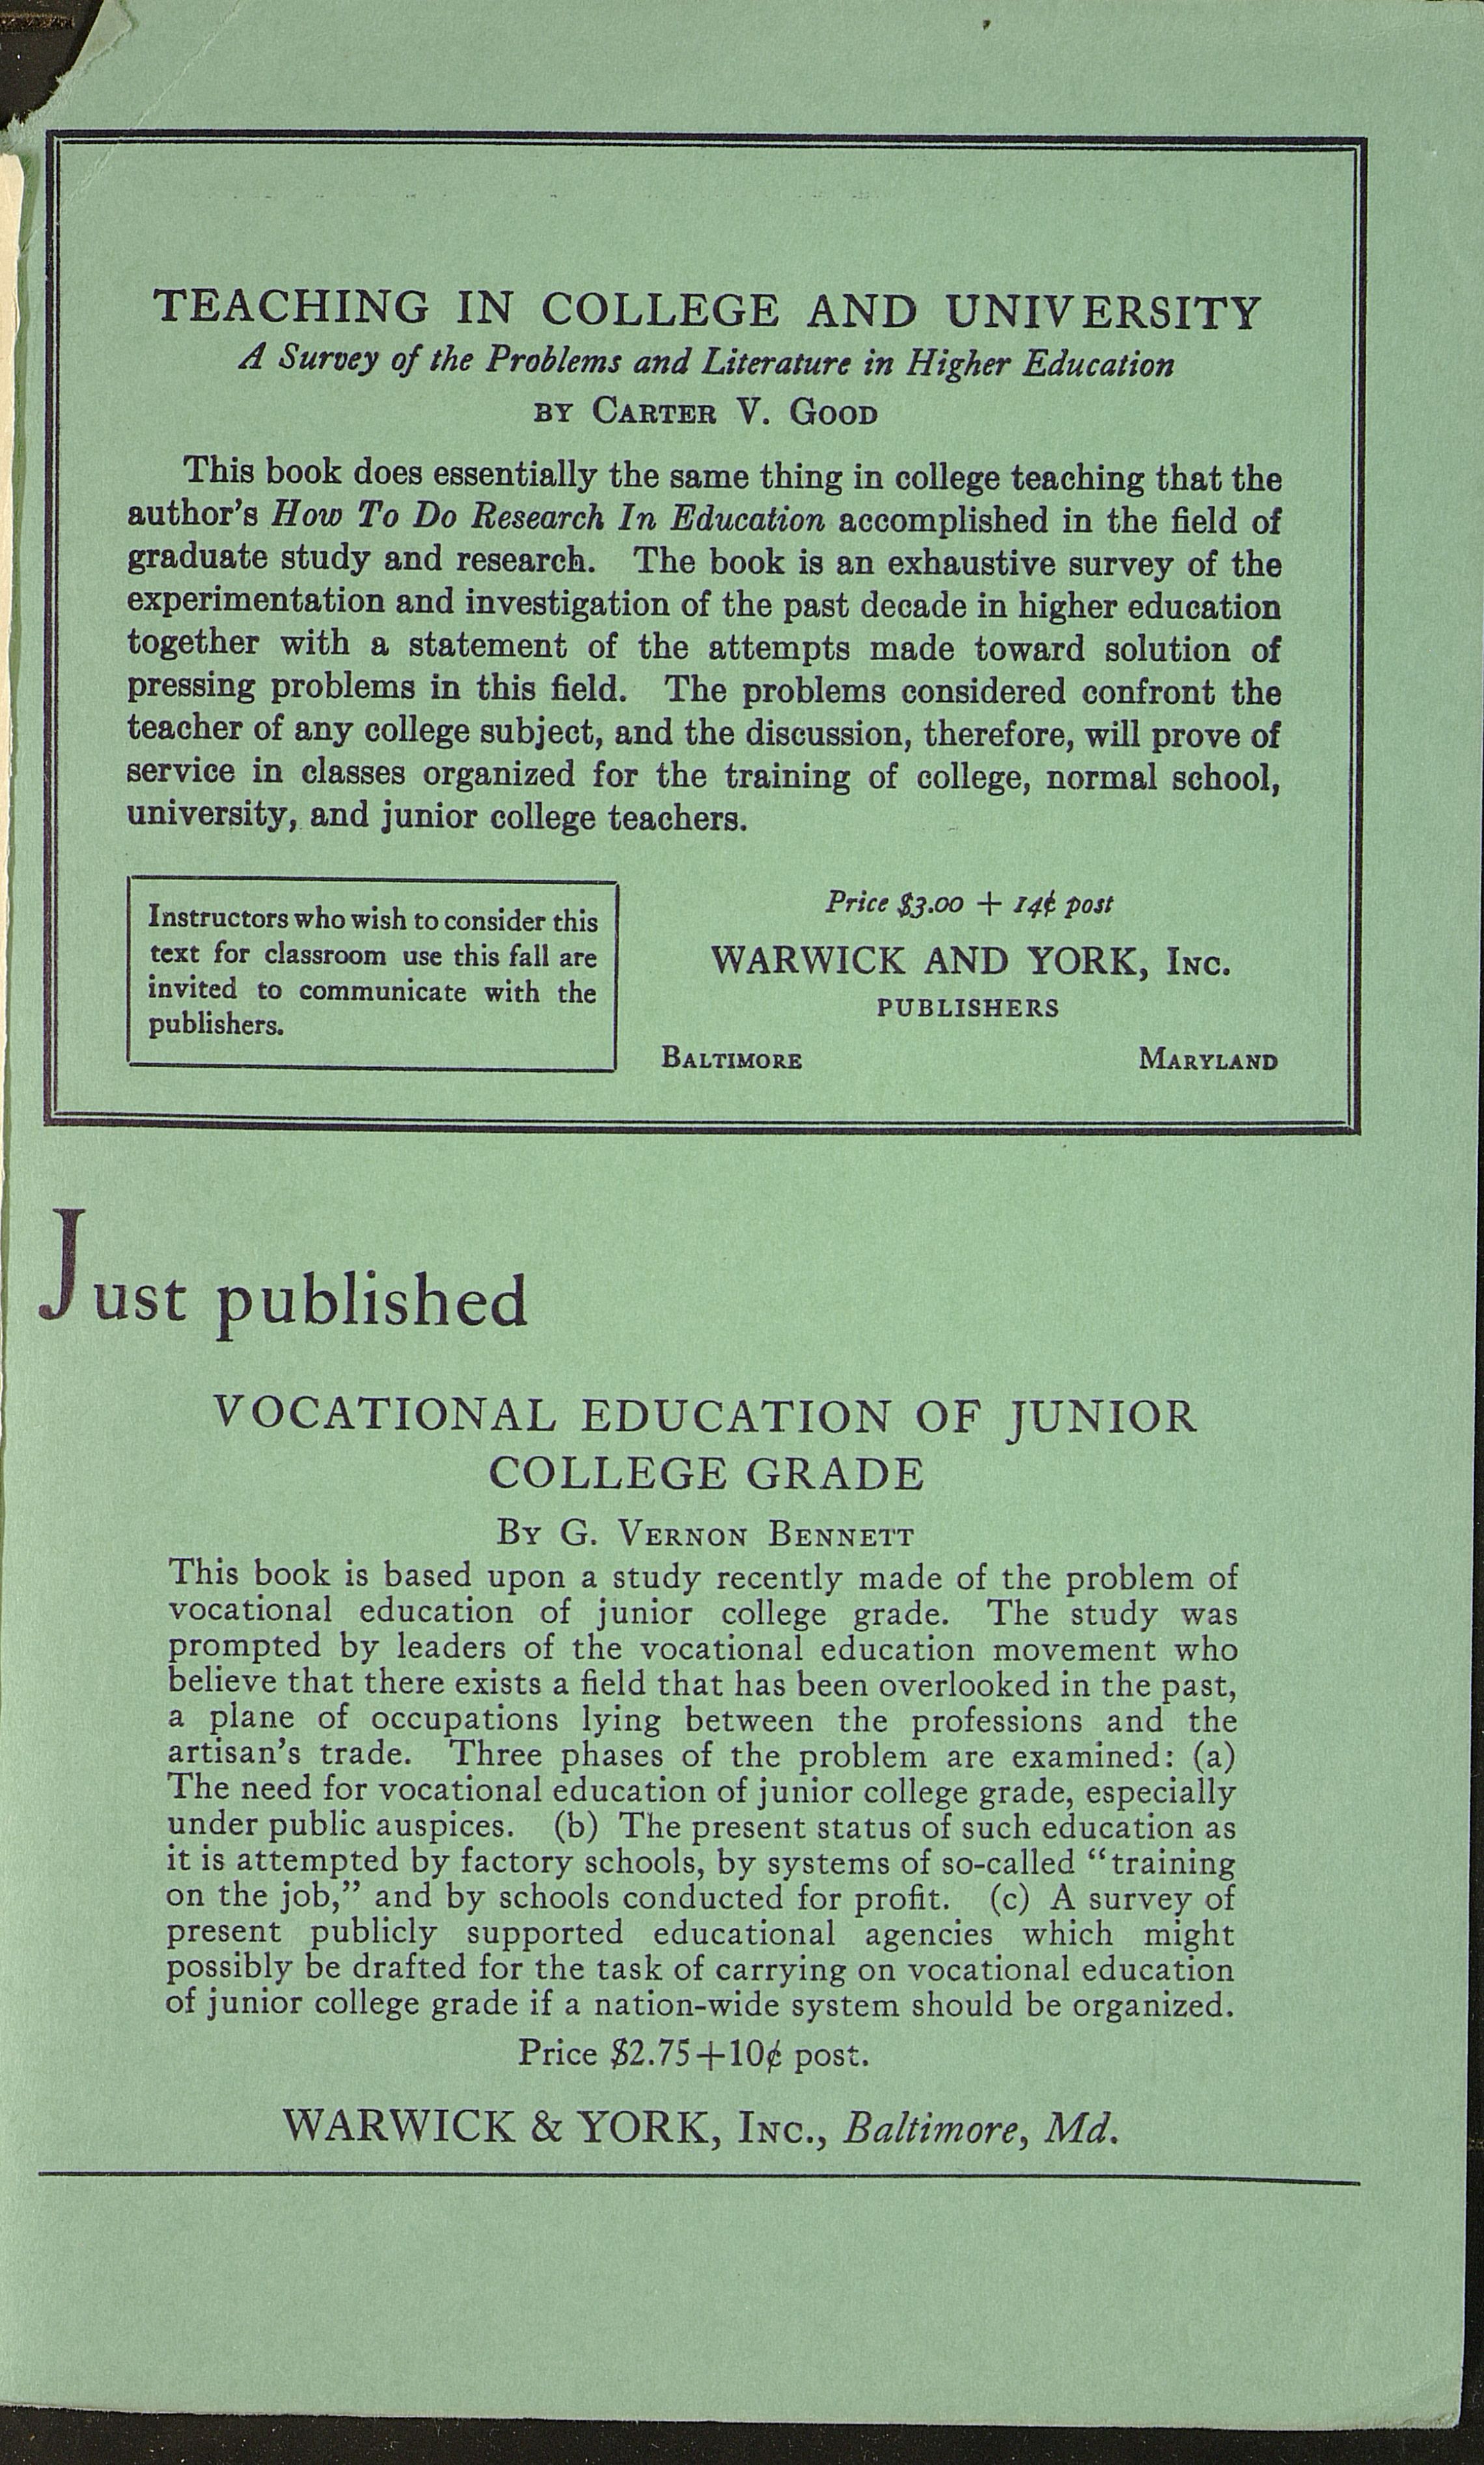 TEACHING IN COLLEGE AND UNIVERSITY
A Survey of the Problems and Literature in Higher Education
BY CARTER V. GOOD
This book does essentially the same thing in college teaching that the
author's How To Do Research In Education accomplished in the field of
graduate study and research. The book is an exhaustive survey of the
experimentation and investigation of the past decade in higher education
together with a statement of the attempts made toward solution of
pressing problems in this field. The problems considered confront the
teacher of any college subject, and the discussion, therefore, will prove of
service in classes organized for the training of college, normal school,
university, and junior college teachers.
Instructors who wish to consider this
text for classroom use this fall are
invited to communicate with the
publishers.
Price $3.00 + 14¢ post
WARWICK AND YORK, INC.
PUBLISHERS
BALTIMORE MARYLAND
Just published
VOCATIONAL EDUCATION OF JUNIOR
COLLEGE GRADE
BY G. VERNON BENNETT
This book is based upon a study recently made of the problem of
vocational education of junior college grade. The study was
prompted by leaders of the vocational education movement who
believe that there exists a field that has been overlooked in the past,
a plane of occupations lying between the professions and the
artisan's trade. Three phases of the problem are examined: (a)
The need for vocational education of junior college grade, especially
under public auspices. (b) The present status of such education as
it is attempted by factory schools, by systems of so-called “training
on the job,” and by schools conducted for profit. (c) A survey of
present publicly supported educational agencies which might
possibly be drafted for the task of carrying on vocational education
of junior college grade if a nation-wide system should be organized.
Price $2.75+10¢ post.
WARWICK & YORK, INC., Baltimore, Md.